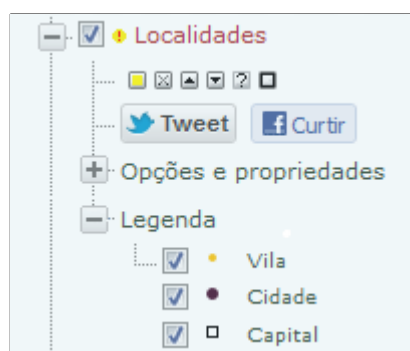 Localidades
?
Tweet f Curtir
Opções e propriedades
Legenda
Vila
Cidade
Capital